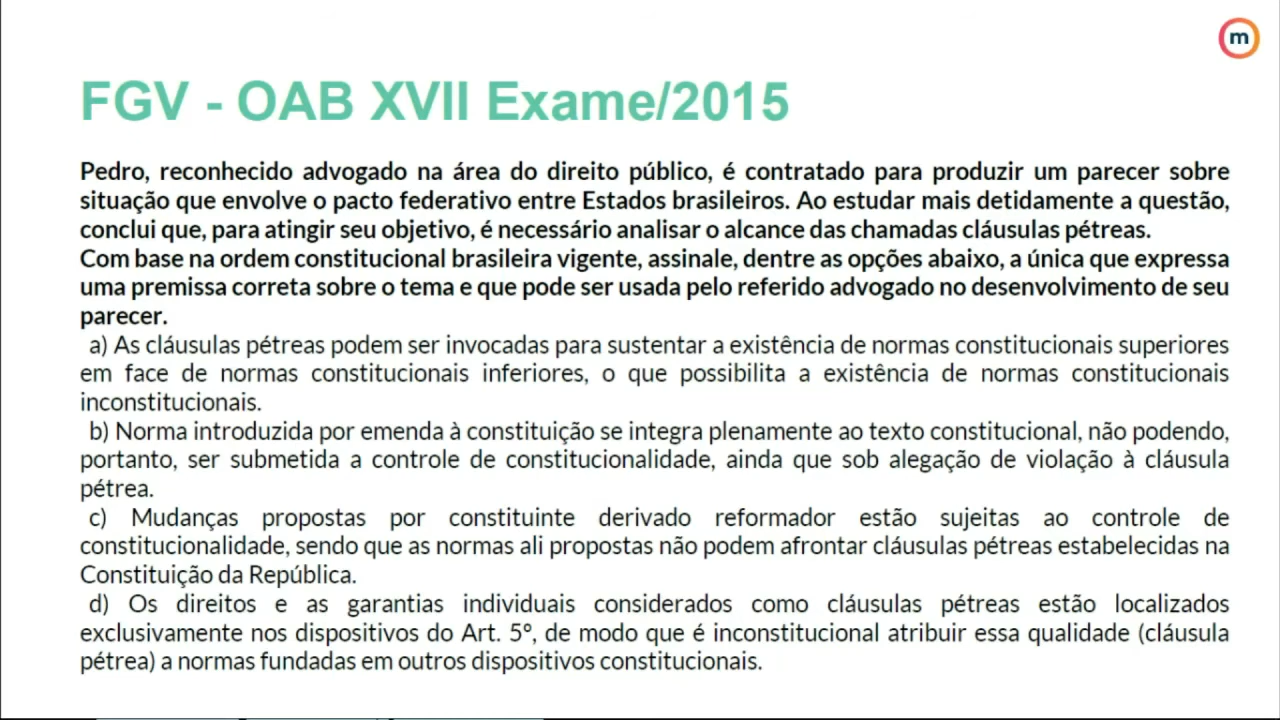 m
FGV - OAB XVII Exame/2015
Pedro, reconhecido advogado na área do direito público, é contratado para produzir um parecer sobre
situação que envolve o pacto federativo entre Estados brasileiros. Ao estudar mais detidamente a questão,
conclui que, para atingir seu objetivo, é necessário analisar o alcance das chamadas cláusulas pétreas.
Com base na ordem constitucional brasileira vigente, assinale, dentre as opções abaixo, a única que expressa
uma premissa correta sobre o tema e que pode ser usada pelo referido advogado no desenvolvimento de seu
parecer.
a) As cláusulas pétreas podem ser invocadas para sustentar a existência de normas constitucionais superiores
em face de normas constitucionais inferiores, o que possibilita a existência de normas constitucionais
inconstitucionais.
b) Norma introduzida por emenda à constituição se integra plenamente ao texto constitucional, não podendo,
portanto, ser submetida a controle de constitucionalidade, ainda que sob alegação de violação à cláusula
pétrea.
c) Mudanças propostas por constituinte derivado reformador estão sujeitas ao controle de
constitucionalidade, sendo que as normas ali propostas não podem afrontar cláusulas pétreas estabelecidas na
Constituição da República.
d) Os direitos e as garantias individuais considerados como cláusulas pétreas estão localizados
exclusivamente nos dispositivos do Art. 5º, de modo que é inconstitucional atribuir essa qualidade (cláusula
pétrea) a normas fundadas em outros dispositivos constitucionais.